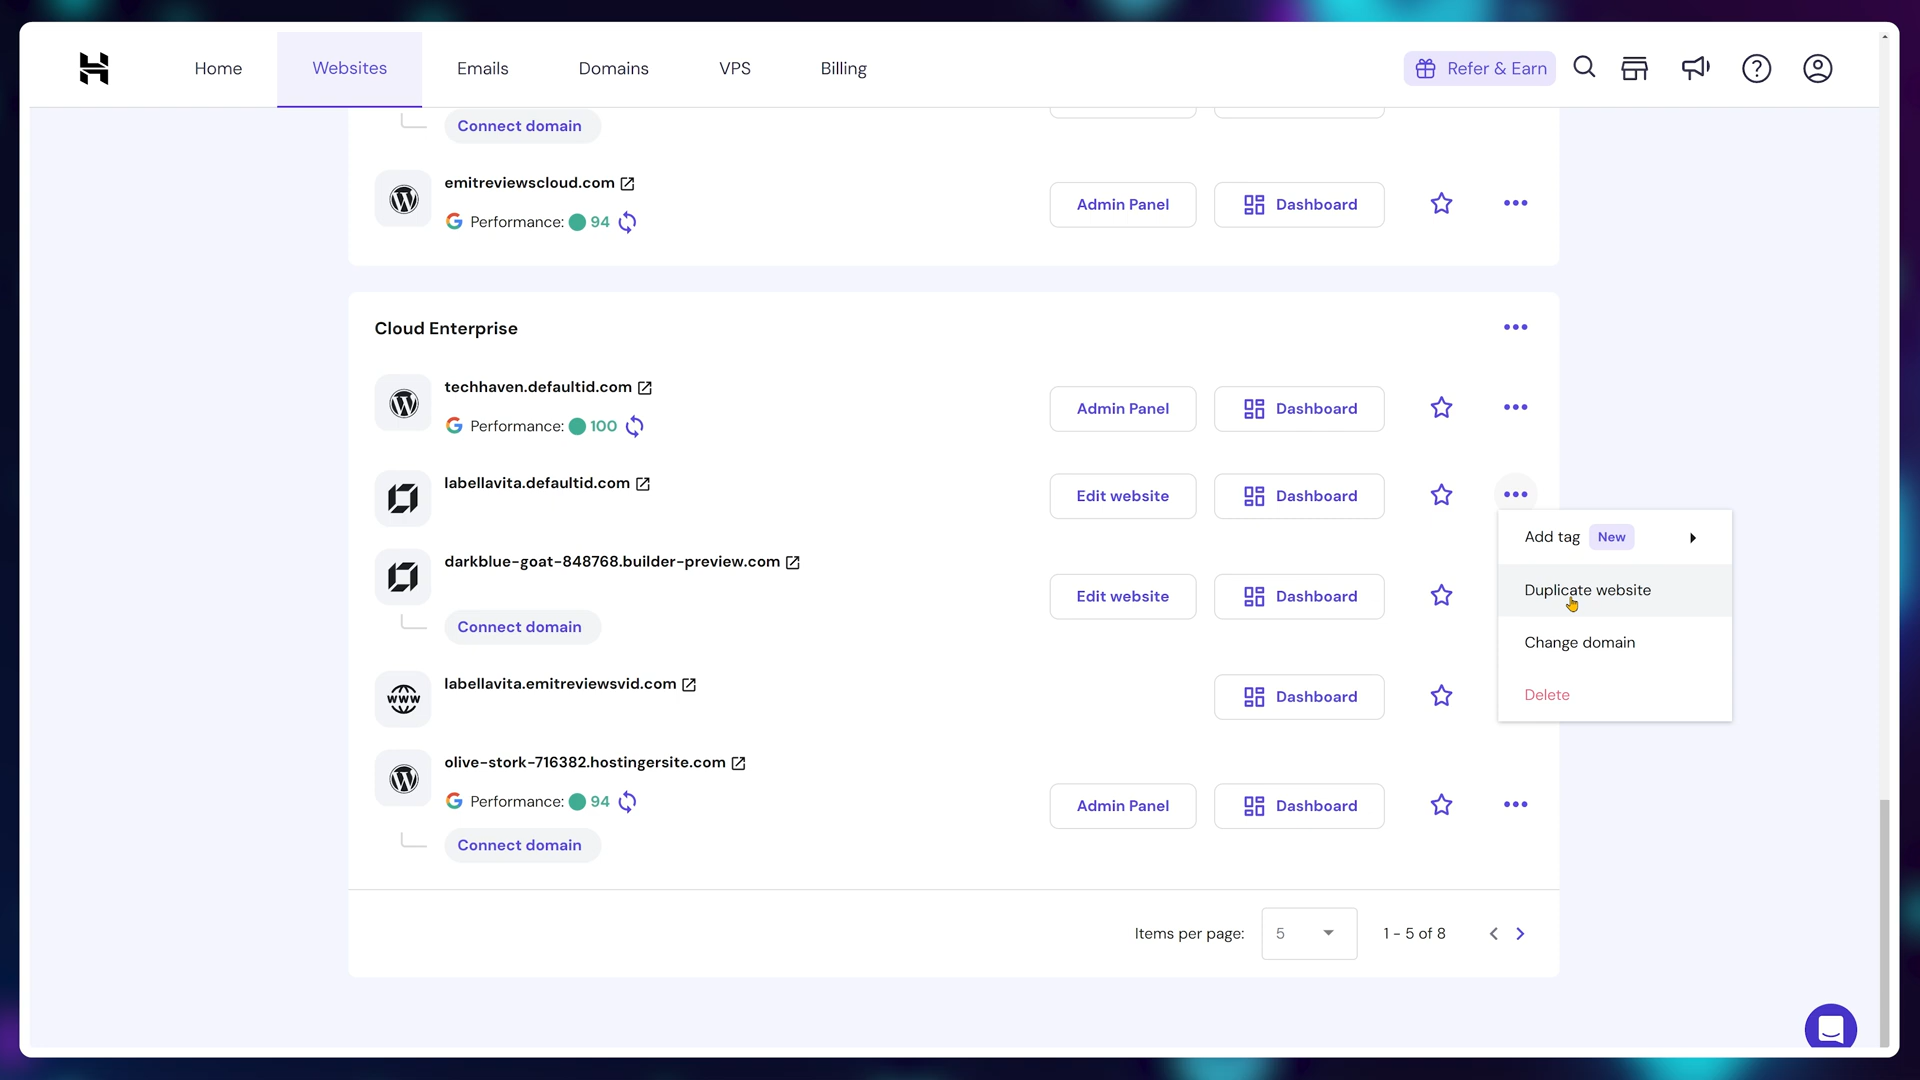 Home
Websites
Emails
Domains
VPS
Billing
Refer & Earn
Connect domain
emitreviewscloud.com
Performance: 94
Admin Panel
Dashboard
Cloud Enterprise
techhaven.defaultid.com
Performance: 100
Admin Panel
Dashboard
labellavita.defaultid.com
Edit website
Dashboard
Add tag New
Duplicate website
Change domain
Delete
darkblue-goat-848768.builder-preview.com
Edit website
Dashboard
Connect domain
WWW
labellavita.emitreviewsvid.com
Dashboard
olive-stork-716382.hostingersite.com
Performance: 94
Admin Panel
Dashboard
Connect domain
Items per page: 5 1 - 5 of 8